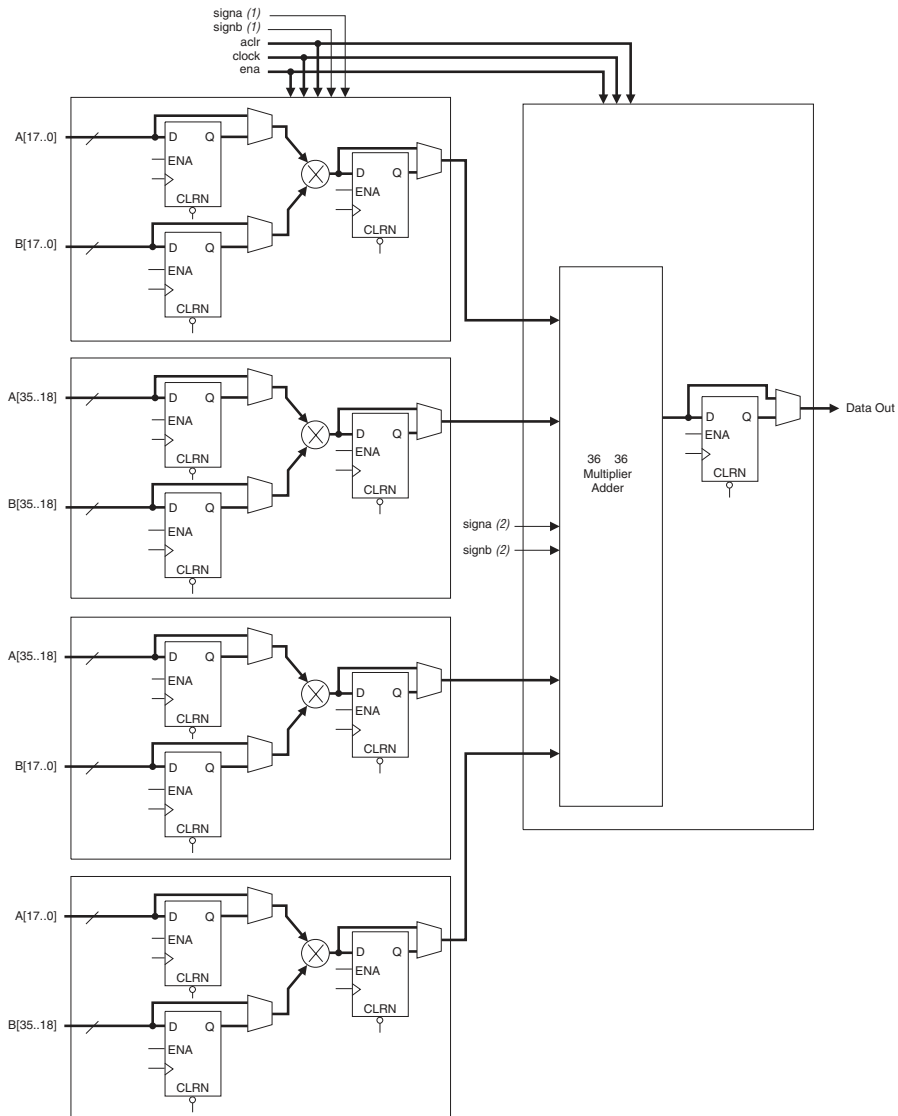 signa (1)
signb (1)
aclr
clock
ena
A[17..0]
D Q
ENA
CLRN
B[17..0]
D Q
ENA
CLRN
D Q
ENA
CLRN
A[35..18]
D Q
ENA
CLRN
B[35..18]
D Q
ENA
CLRN
D Q
ENA
CLRN
A[35..18]
D Q
ENA
CLRN
B[17..0]
D Q
ENA
CLRN
D Q
ENA
CLRN
A[17..0]
D Q
ENA
CLRN
B[35..18]
D Q
ENA
CLRN
D Q
ENA
CLRN
36 36
Multiplier
Adder
signa (2)
signb (2)
D Q
ENA
CLRN
Data Out